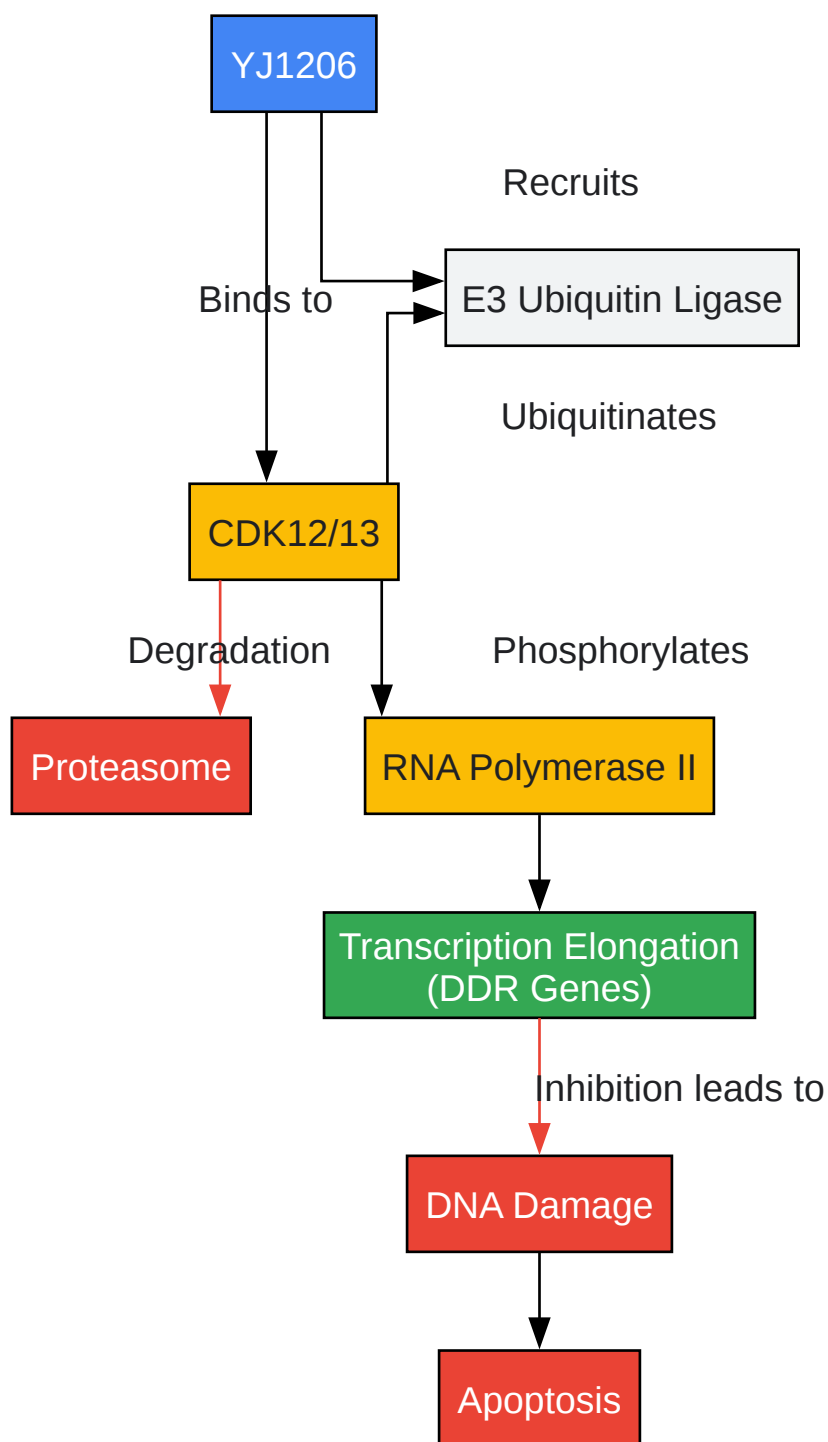 YJ1206
Recruits
Binds to
E3 Ubiquitin Ligase
Ubiquitinates
CDK12/13
Degradation
Phosphorylates
Proteasome
RNA Polymerase II
Transcription Elongation
(DDR Genes)
Inhibition leads to
DNA Damage
Apoptosis